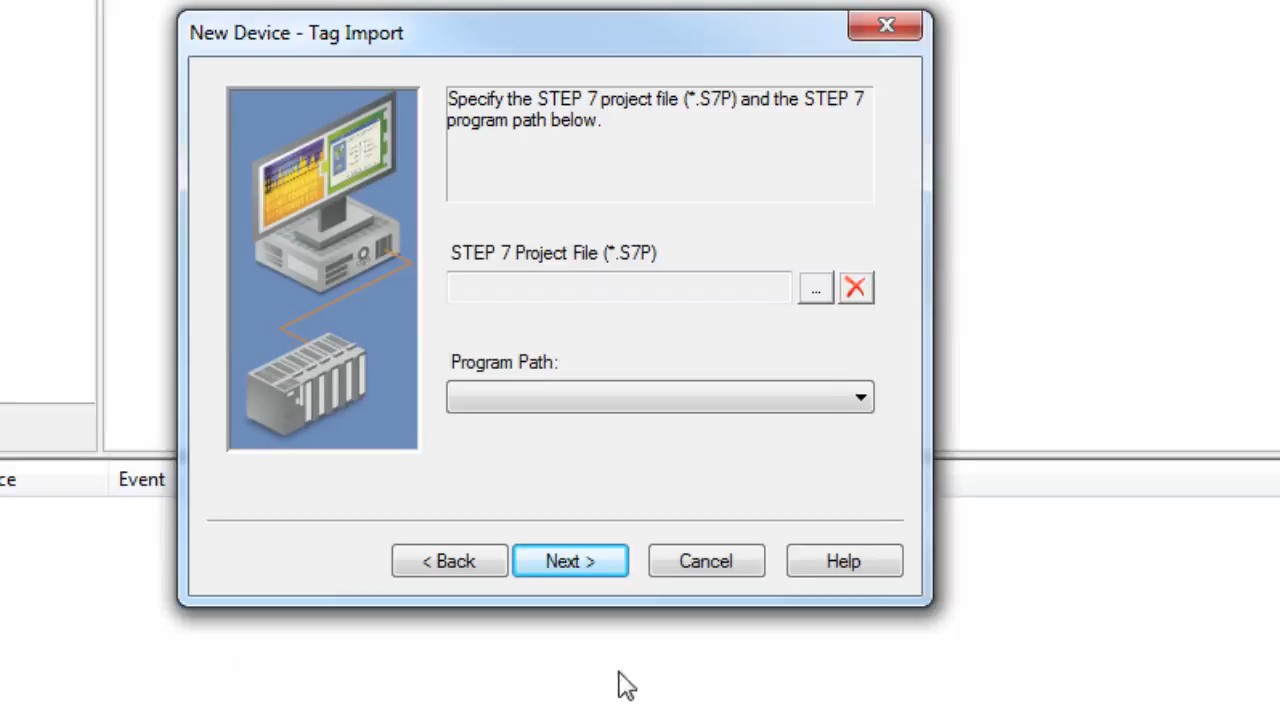 New Device - Tag Import
Specify the STEP 7 project file (*.S7P) and the STEP 7
program path below.
STEP 7 Project File (*.S7P)
...
Program Path:
ce
Event
< Back
Next >
Cancel
Help